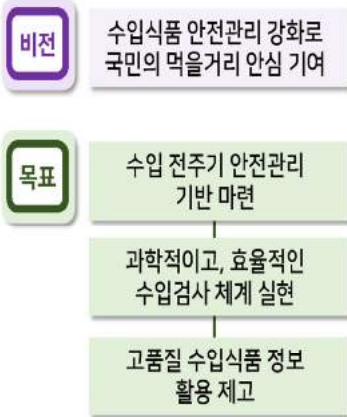 비전
수입식품 안전관리 강화로
국민의 먹을거리 안심 기여
목표
수입 전주기 안전관리
기반 마련
과학적이고, 효율적인
수입검사 체계 실현
고품질 수입식품 정보
활용 제고